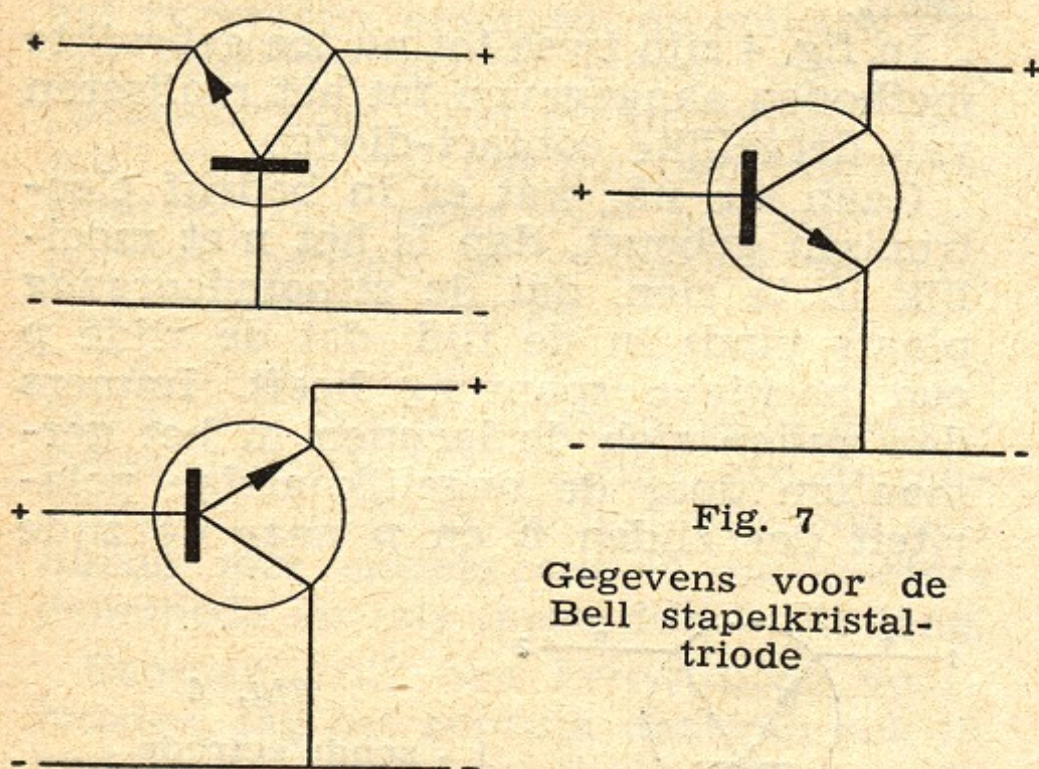 + +
- -
+
+
- -
+
+
- -
Fig. 7
Gegevens voor de
Bell stapelkristal-
triode